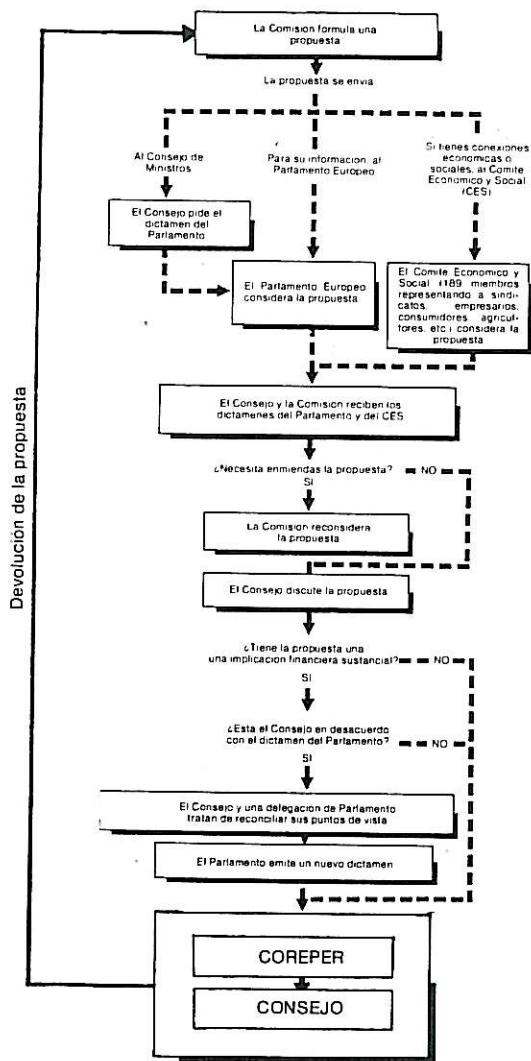 La Comision formula una
propuesta
La propuesta se envia
Al Consejo de
Ministros
Para su informacion, al
Parlamento Europeo
Si tienes conexiones
economicas o
sociales, al Comite
Economico y Social
(CES)
El Consejo pide el
dictamen del
Parlamento
El Parlamento Europeo
considera la propuesta
El Comite Economico y
Social (189 miembros
representando a sindi-
catos, empresarios,
consumidores, agricul-
tores, etc) considera la
propuesta
El Consejo y la Comision reciben los
dictamenes del Parlamento y del CES
¿Necesita enmiendas la propuesta? NO
SI
La Comision reconsidera
la propuesta
El Consejo discute la propuesta
¿Tiene la propuesta una
una implicacion financiera sustancial? NO
SI
¿Esta el Consejo en desacuerdo
con el dictamen del Parlamento? NO
SI
El Consejo y una delegación de Parlamento
tratan de reconciliar sus puntos de vista
El Parlamento emite un nuevo dictamen
COREPER
CONSEJO
Devolución de la propuesta